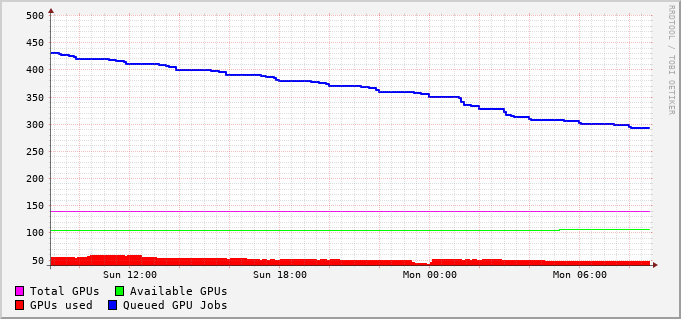 500
450
400
350
300
250
200
150
100
50
Sun 12:00 Sun 18:00 Mon 00:00 Mon 06:00
Total GPUs Available GPUs
GPUs used Queued GPU Jobs
RRDTOOL / TOBI OETIKER